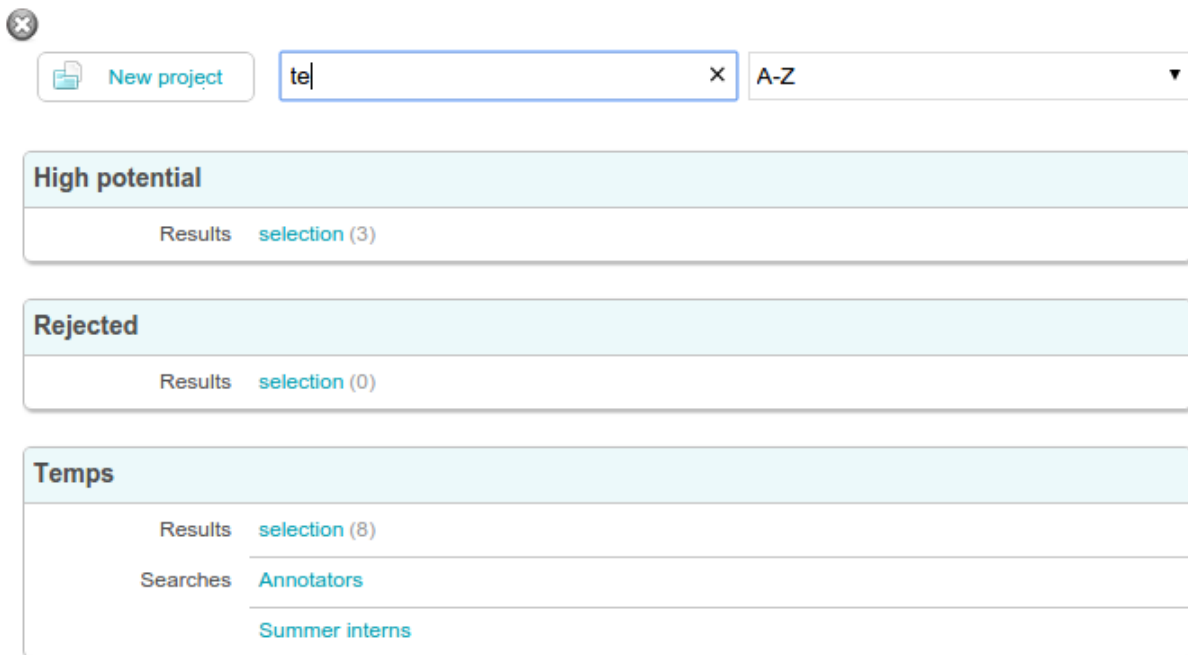 New project te × A-Z
High potential
Results selection (3)
Rejected
Results selection (0)
Temps
Results selection (8)
Searches Annotators
Summer interns